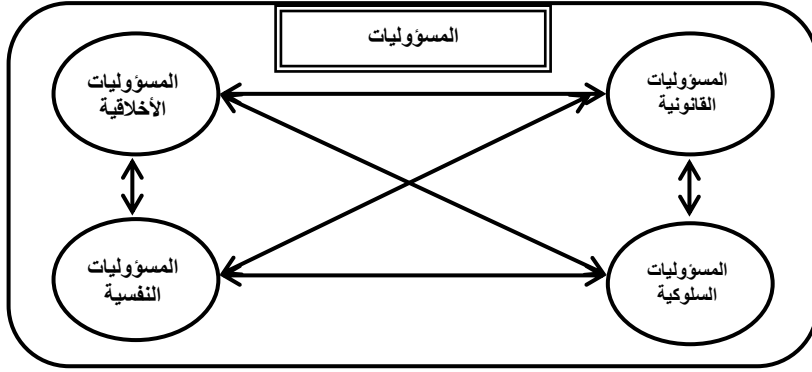 المسؤوليات
المسؤوليات
القانونية
المسؤوليات
الأخلاقية
المسؤوليات
السلوكية
المسؤوليات
النفسية